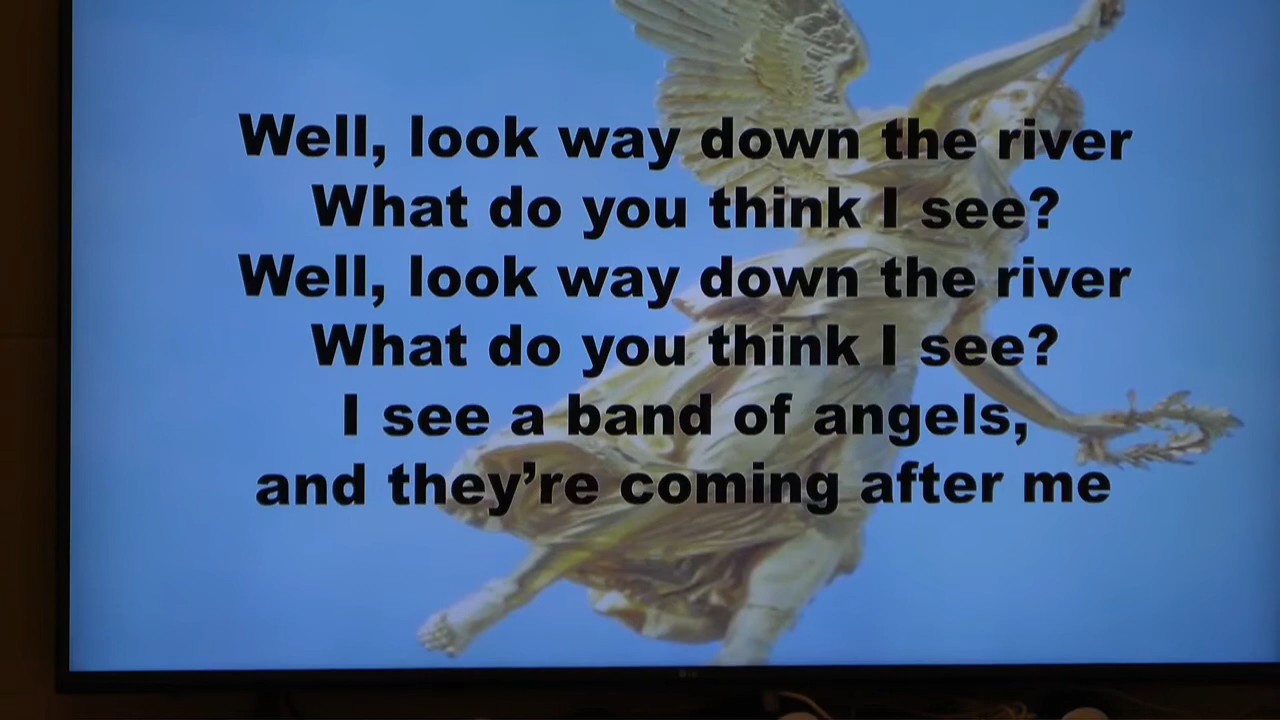 Well, look way down the river
What do you think I see?
Well, look way down the river
What do you think I see?
I see a band of angels,
and they’re coming after me
LG